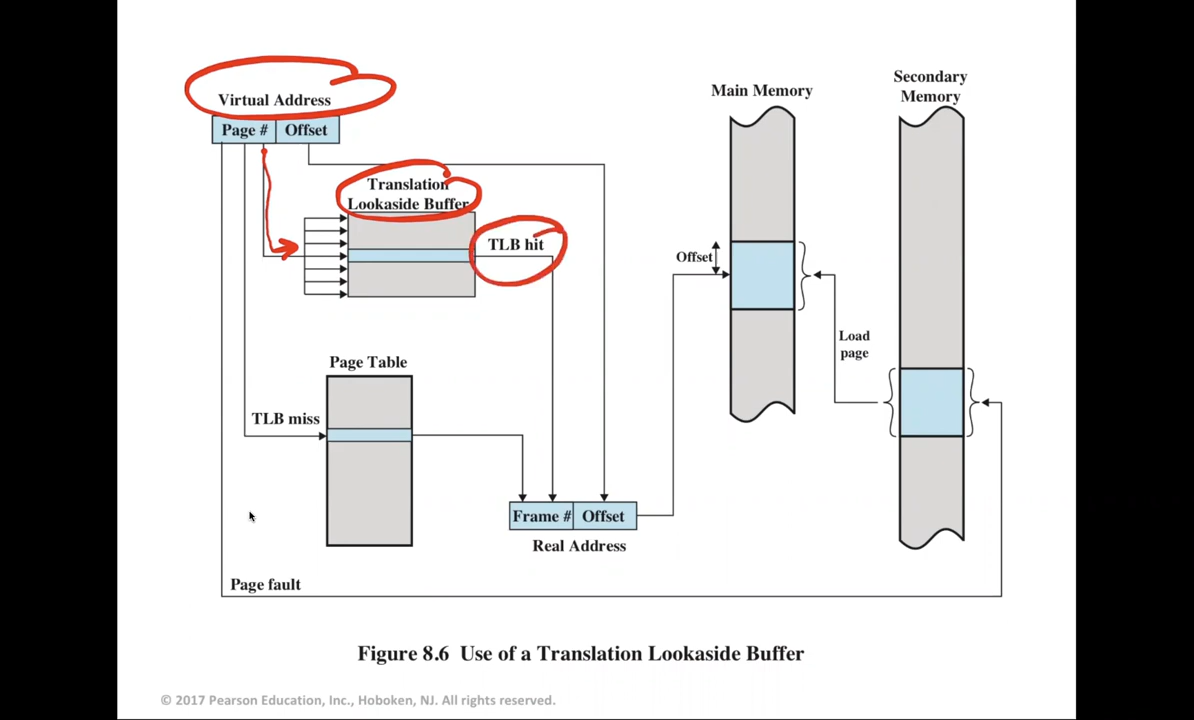 Secondary
Memory
Main Memory
Virtual Address
Page # Offset
Translation
Lookaside Buffer
TLB hit
Offset
Load
page
Page Table
TLB miss
Frame # Offset
Real Address
Page fault
Figure 8.6 Use of a Translation Lookaside Buffer
© 2017 Pearson Education, Inc., Hoboken, NJ. All rights reserved.